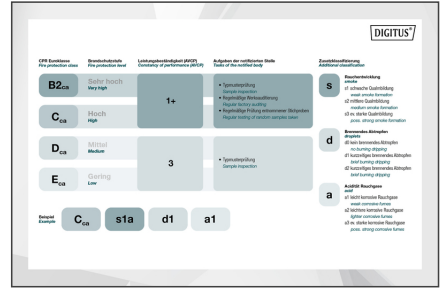 DIGITUS®
CPR Euroklasse
Fire protection class
Brandschutzstufe
Fire protection level
Leistungsbeständigkeit (AVCP)
Constancy of performance (AVCP)
Aufgaben der notifizierten Stelle
Tasks of the notified body
Zusatzklassifizierung
Additional classification
B2ca
Sehr hoch
Very high
1+
• Typmusterprüfung
Sample inspection
• Regelmäßige Werksauditierung
Regular factory auditing
• Regelmäßige Prüfung entnommener Stichproben
Regular testing of random samples taken
Cca
Hoch
High
Dca
Mittel
Medium
3
• Typmusterprüfung
Sample inspection
Eca
Gering
Low
s
Rauchentwicklung
smoke
s1 schwache Qualmbildung
weak smoke formation
s2 mittlere Qualmbildung
medium smoke formation
s3 ev. starke Qualmbildung
poss. strong smoke formation
d
Brennendes Abtropfen
droplets
d0 kein brennendes Abtropfen
no burning dripping
d1 kurzzeitiges brennendes Abtropfen
brief burning dripping
d2 kurzzeitiges brennendes Abtropfen
brief burning dripping
a
Acidität Rauchgase
acid
a1 leicht korrosive Rauchgase
weak corrosive fumes
a2 leichtere korrosive Rauchgase
lighter corrosive fumes
a3 ev. starke korrosive Rauchgase
poss. strong corrosive fumes
Beispiel
Example
Cca s1a d1 a1